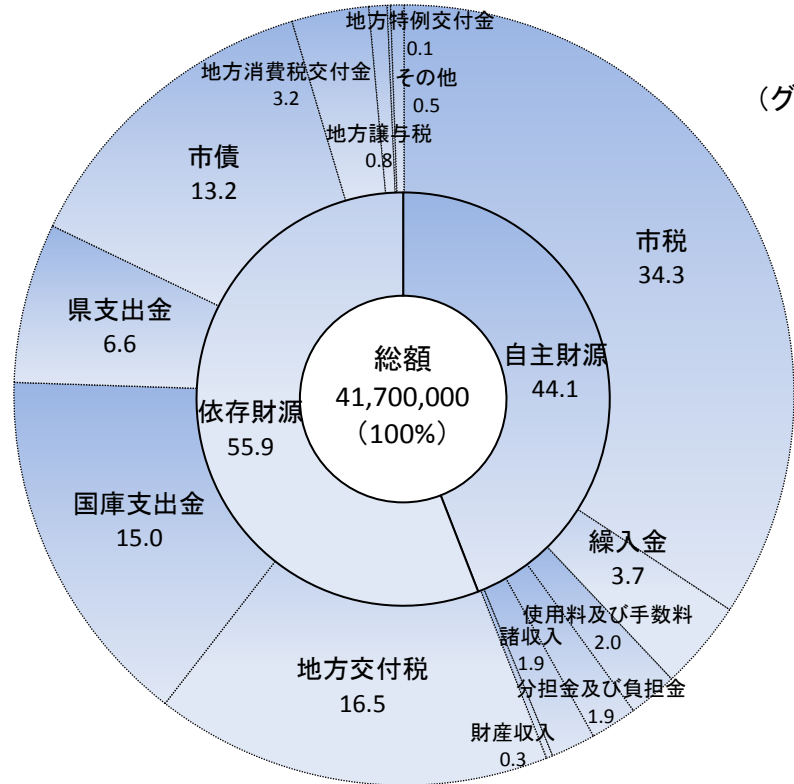 地方特例交付金
0.1
地方消費税交付金
3.2
その他
0.5
地方譲与税
0.8
（グ
市債
13.2
市税
34.3
県支出金
6.6
総額
41,700,000
（100%）
自主財源
44.1
依存財源
55.9
国庫支出金
15.0
繰入金
3.7
使用料及び手数料
2.0
諸収入
1.9
分担金及び負担金
1.9
地方交付税
16.5
財産収入
0.3